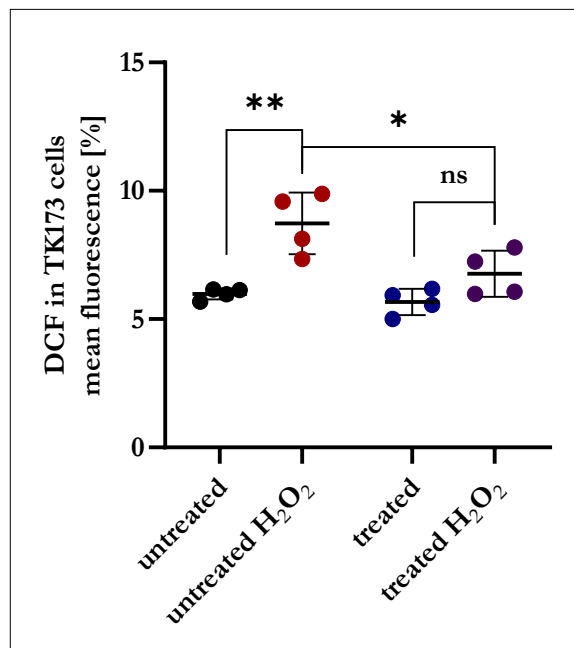 DCF in TK173 cells
mean fluorescence [%]
15
10
5
0
**
*
ns
untreated
untreated H₂O₂
treated
treated H₂O₂